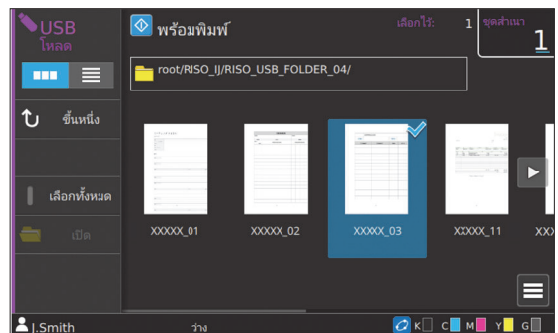 USB
โหลด
พร้อมพิมพ์
เลือกไว้: 1
ชุดสำเนา
1
root/RISO_IJ/RISO_USB_FOLDER_04/
ขึ้นหนึ่ง
เลือกทั้งหมด
เปิด
XXXXX_01
XXXXX_02
XXXXX_03
XXXXX_11
XXX
J.Smith
ว่าง
K C M Y G